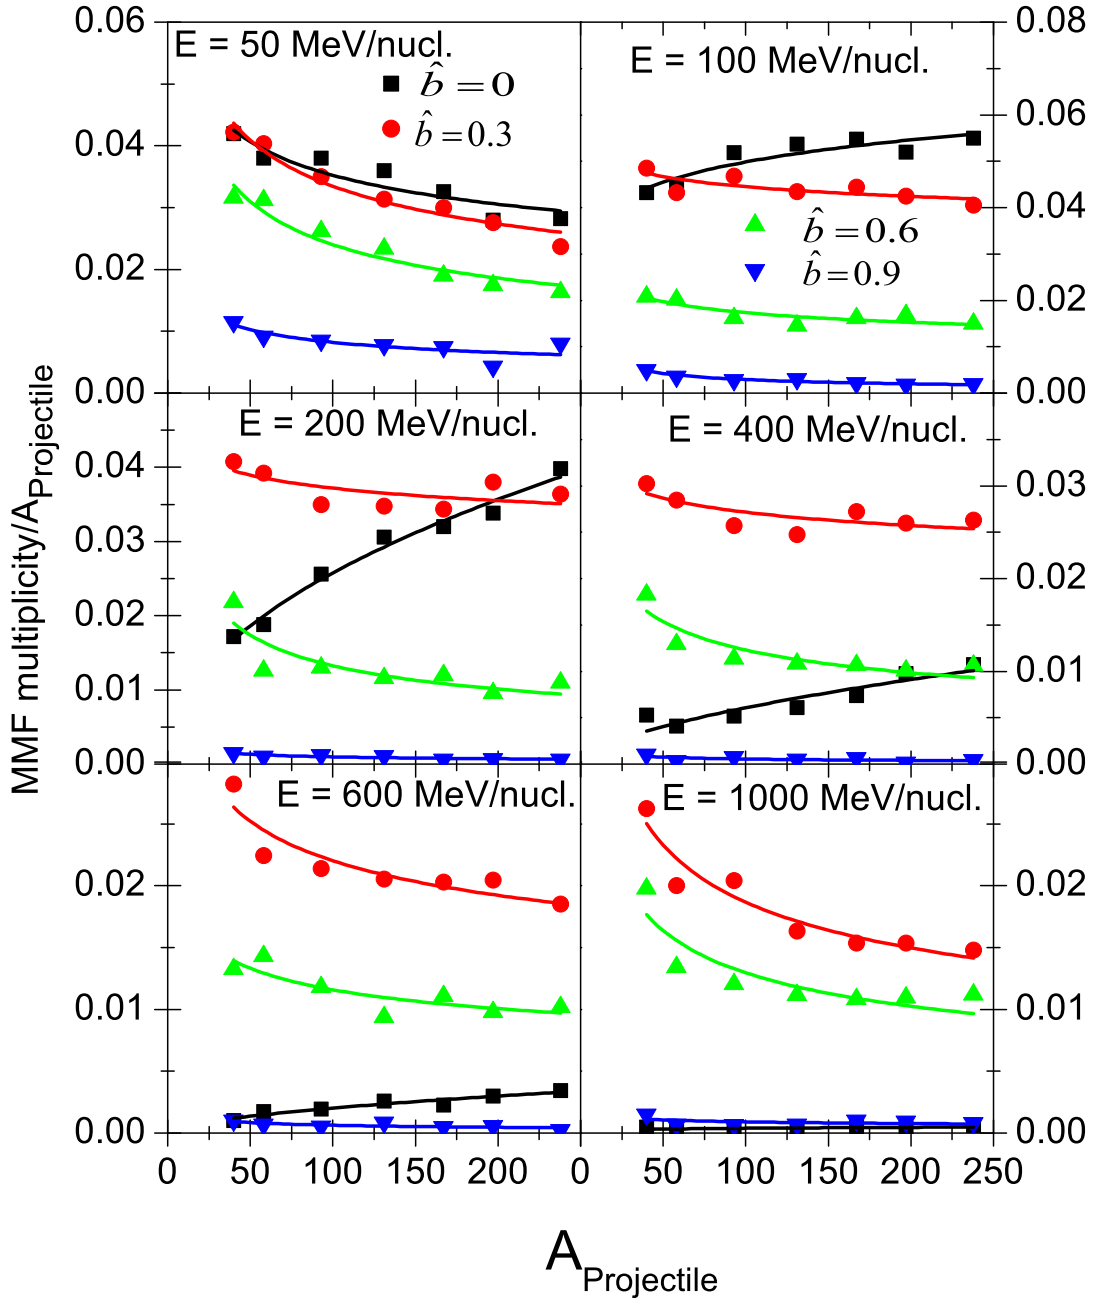 0.06
0.08
E = 50 MeV/nucl.
E = 100 MeV/nucl.
b̂ = 0
b̂ = 0.3
0.06
0.04
0.04
b̂ = 0.6
b̂ = 0.9
0.02
0.02
0.00
0.00
E = 200 MeV/nucl.
E = 400 MeV/nucl.
0.04
0.03
0.03
0.02
0.02
0.01
0.01
0.00
0.00
E = 600 MeV/nucl.
E = 1000 MeV/nucl.
0.02
0.02
0.01
0.01
0.00
0.00
0 50 100 150 200 0 50 100 150 200 250
MMF multiplicity/A_Projectile
A_Projectile